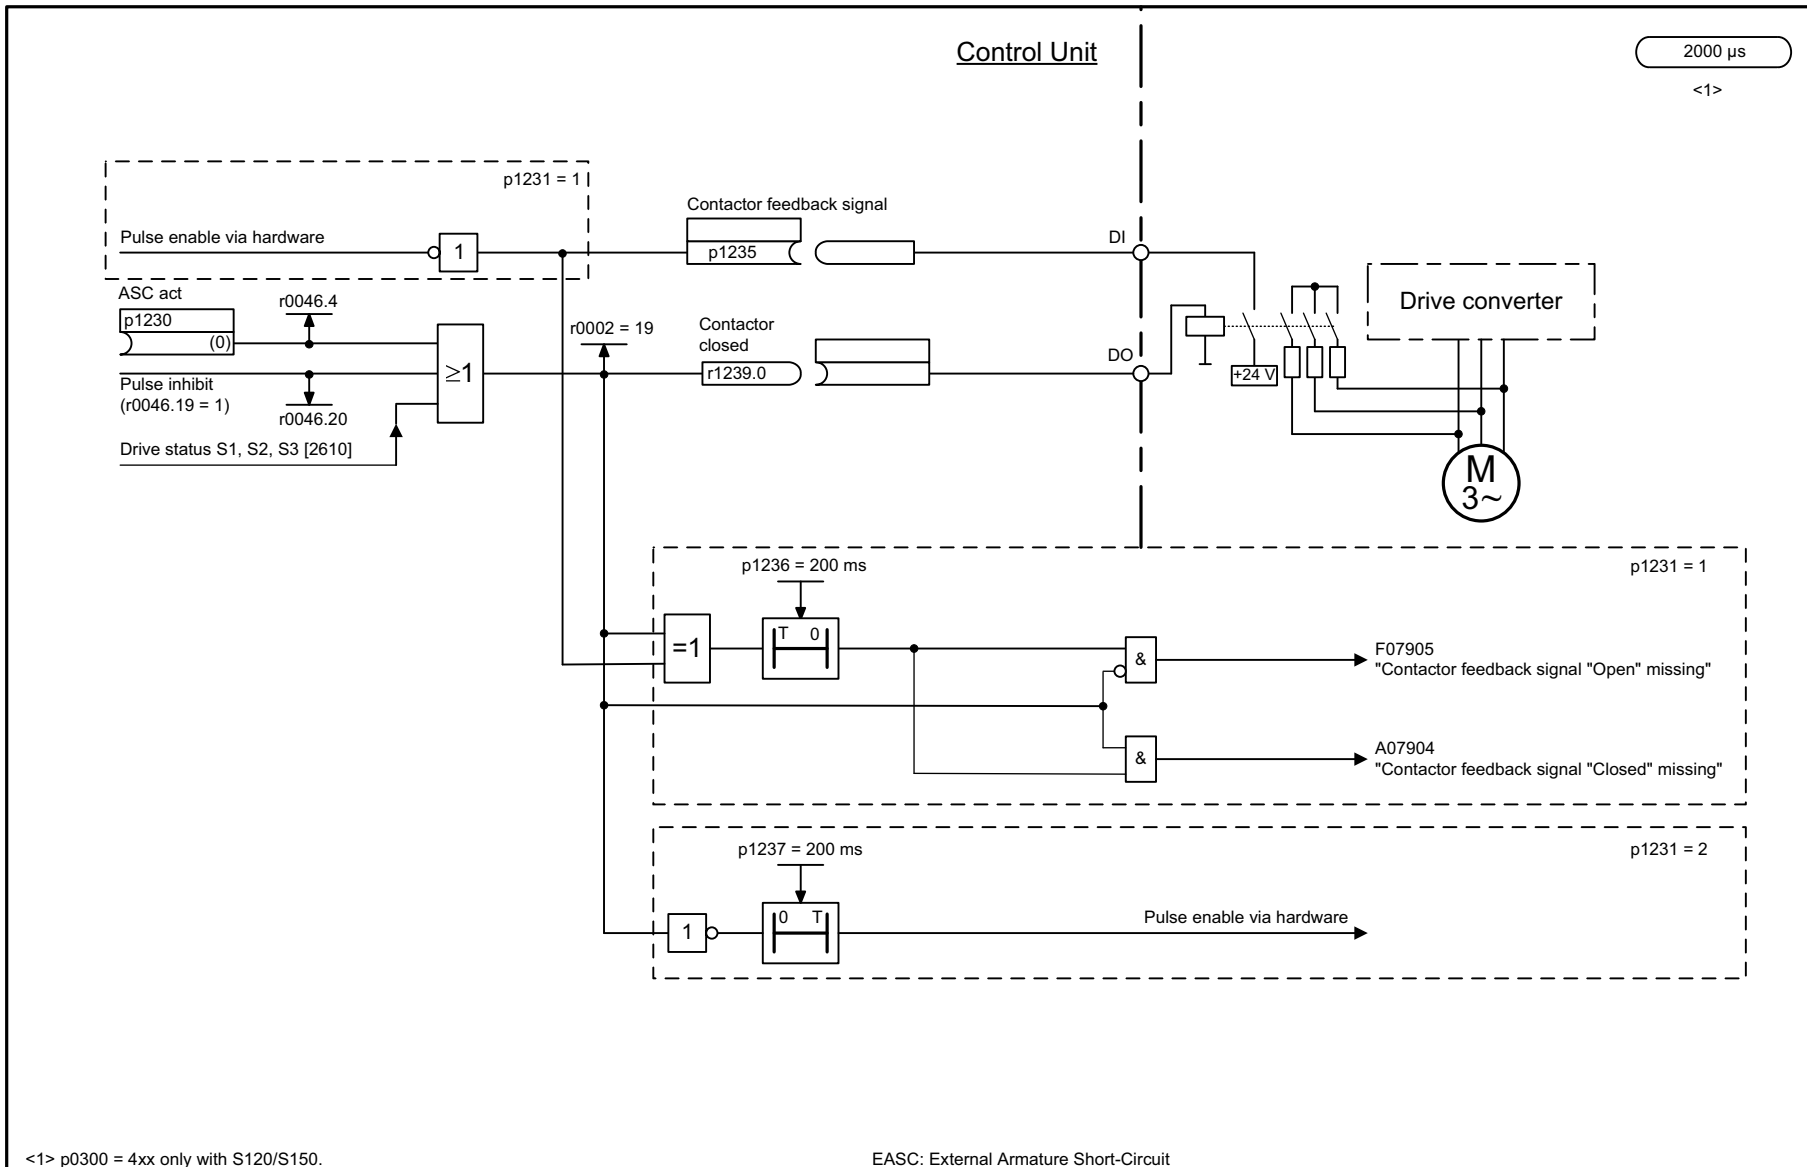 Control Unit
2000 µs
<1>
p1231 = 1
Pulse enable via hardware
1
Contactor feedback signal
p1235
DI
ASC act
p1230
(0)
r0046.4
Pulse inhibit
(r0046.19 = 1)
r0046.20
Drive status S1, S2, S3 [2610]
≥1
r0002 = 19
Contactor
closed
r1239.0
DO
+24 V
Drive converter
M
3~
p1236 = 200 ms
p1231 = 1
=1
T 0
&
F07905
"Contactor feedback signal "Open" missing"
&
A07904
"Contactor feedback signal "Closed" missing"
p1237 = 200 ms
p1231 = 2
1
0 T
Pulse enable via hardware
<1> p0300 = 4xx only with S120/S150.
EASC: External Armature Short-Circuit